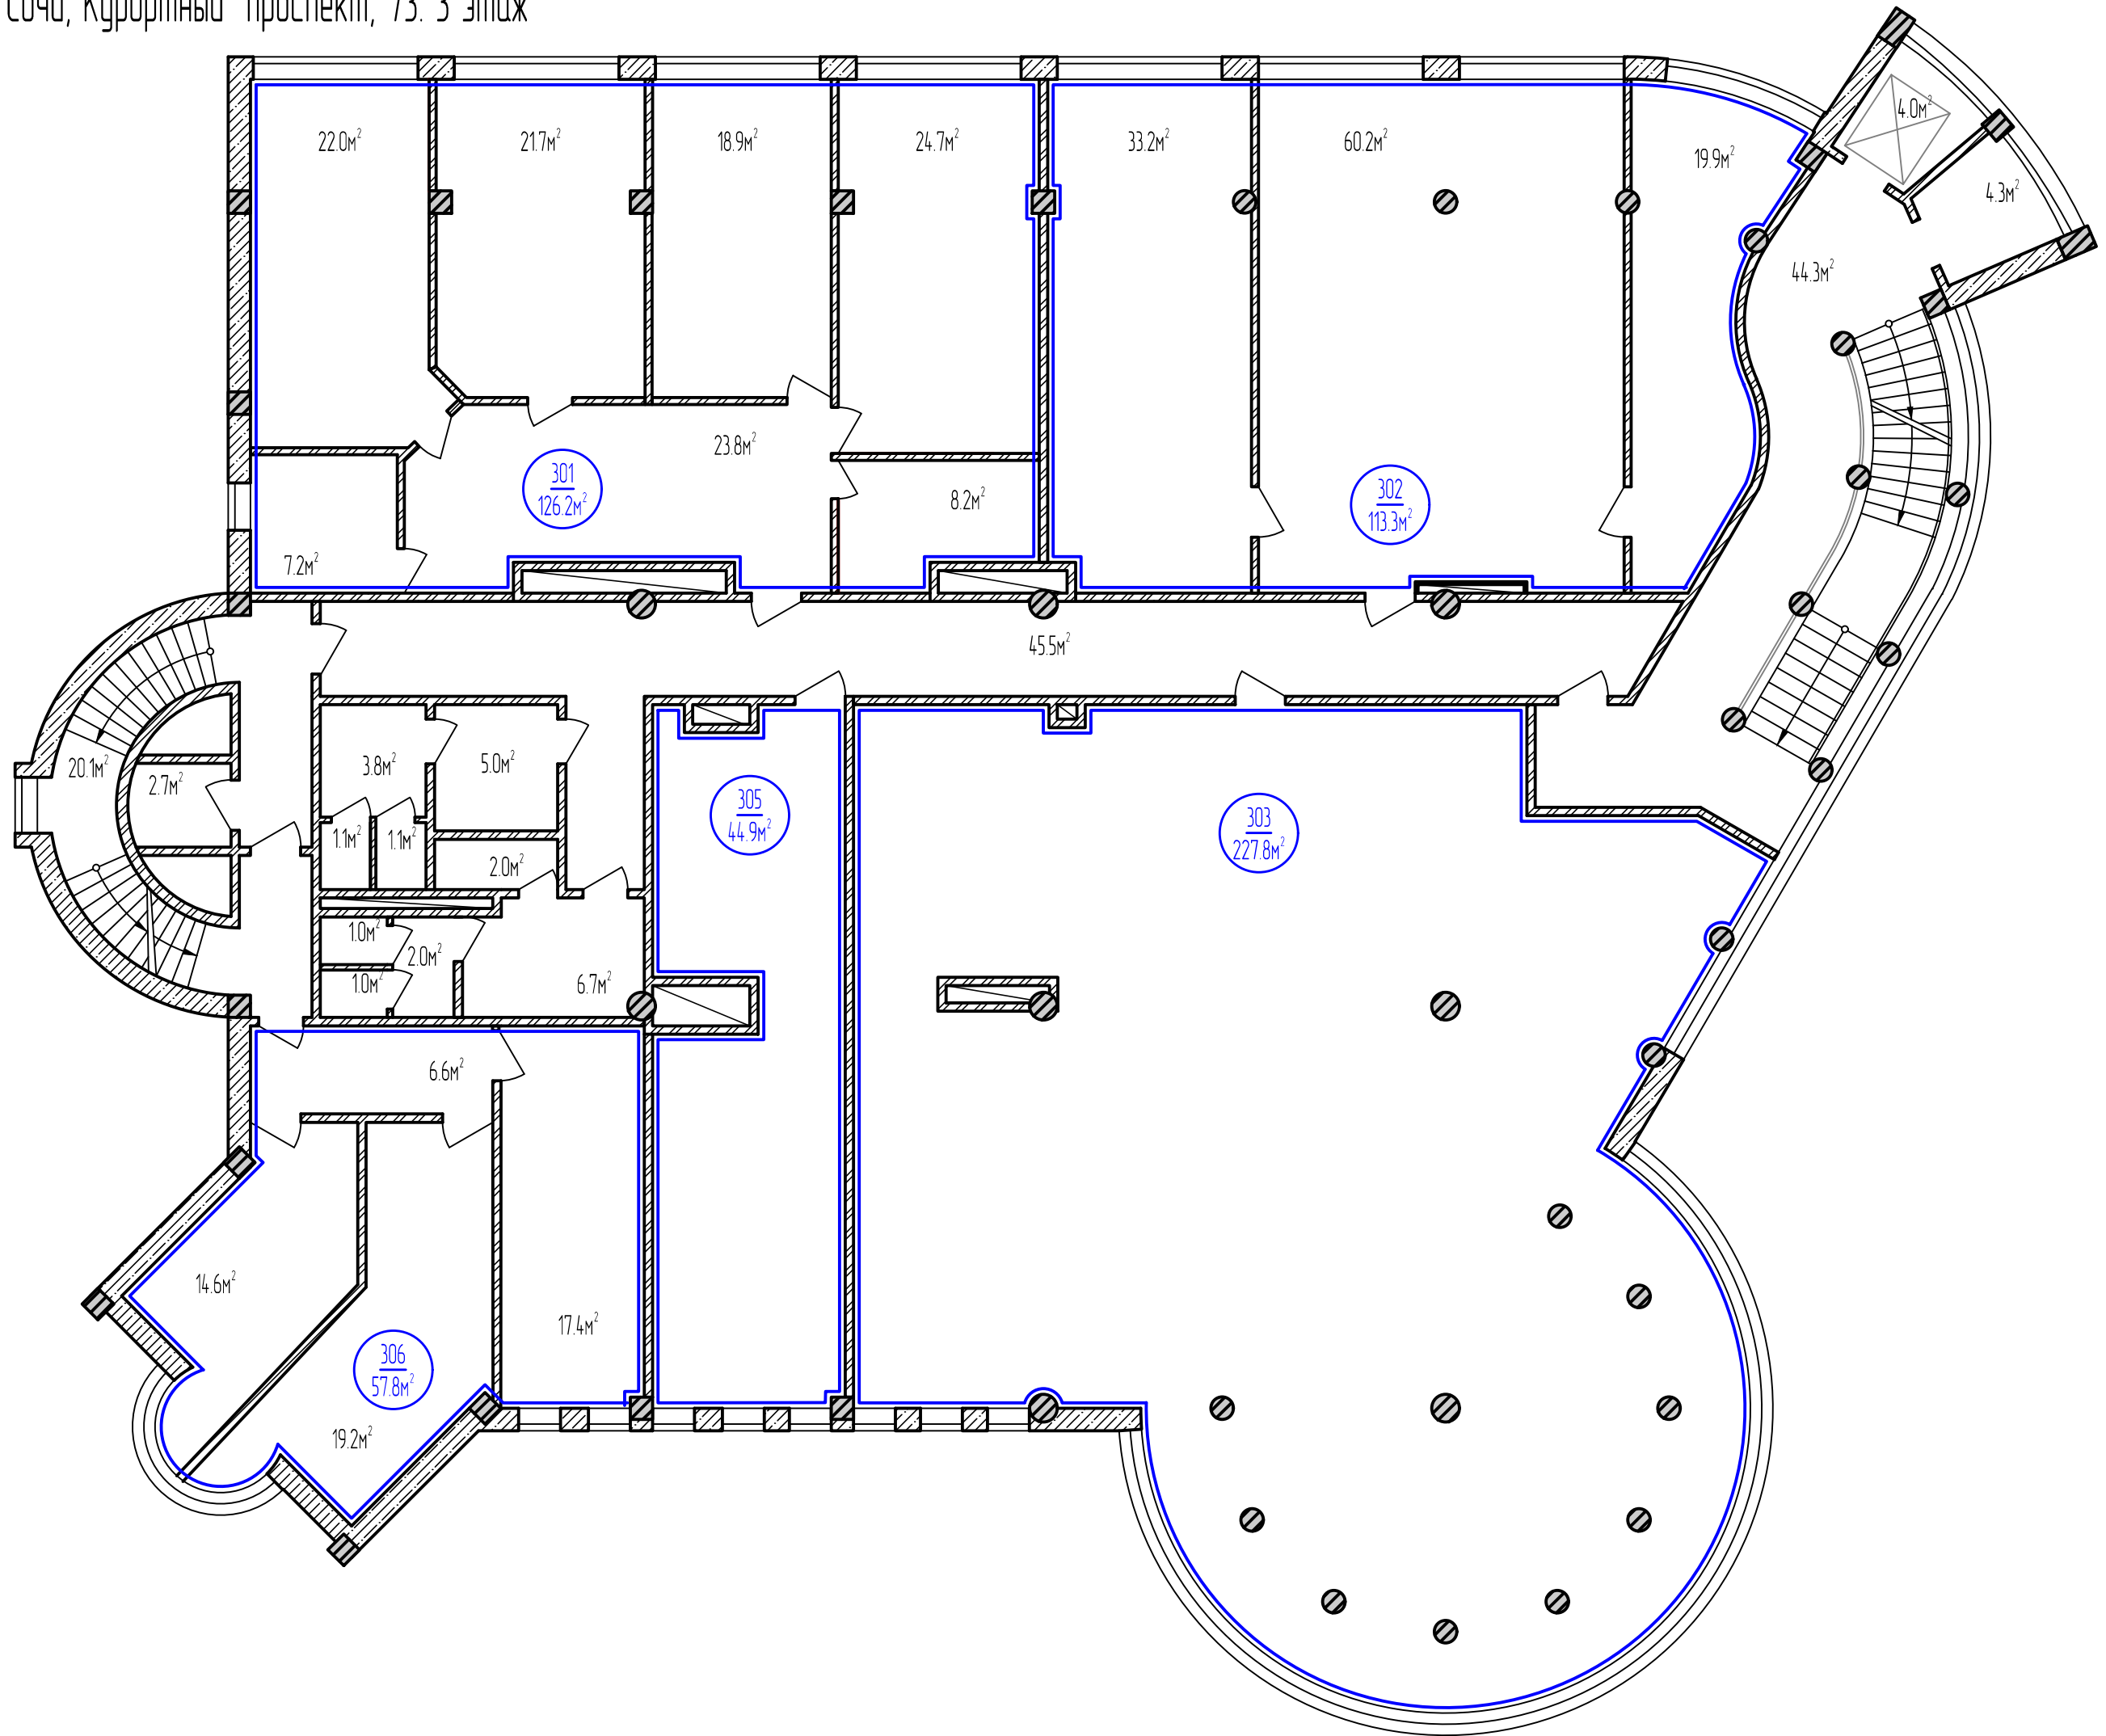 Сочи, Курортный проспект, 73. 3 этаж
22.0м²
21.7м²
18.9м²
24.7м²
33.2м²
60.2м²
19.9м²
4.0м²
4.3м²
44.3м²
23.8м²
301
126.2м²
8.2м²
302
113.3м²
7.2м²
45.5м²
20.1м²
2.7м²
3.8м²
5.0м²
1.1м²
1.1м²
2.0м²
305
44.9м²
303
227.8м²
1.0м²
2.0м²
1.0м²
6.7м²
6.6м²
14.6м²
17.4м²
306
57.8м²
19.2м²